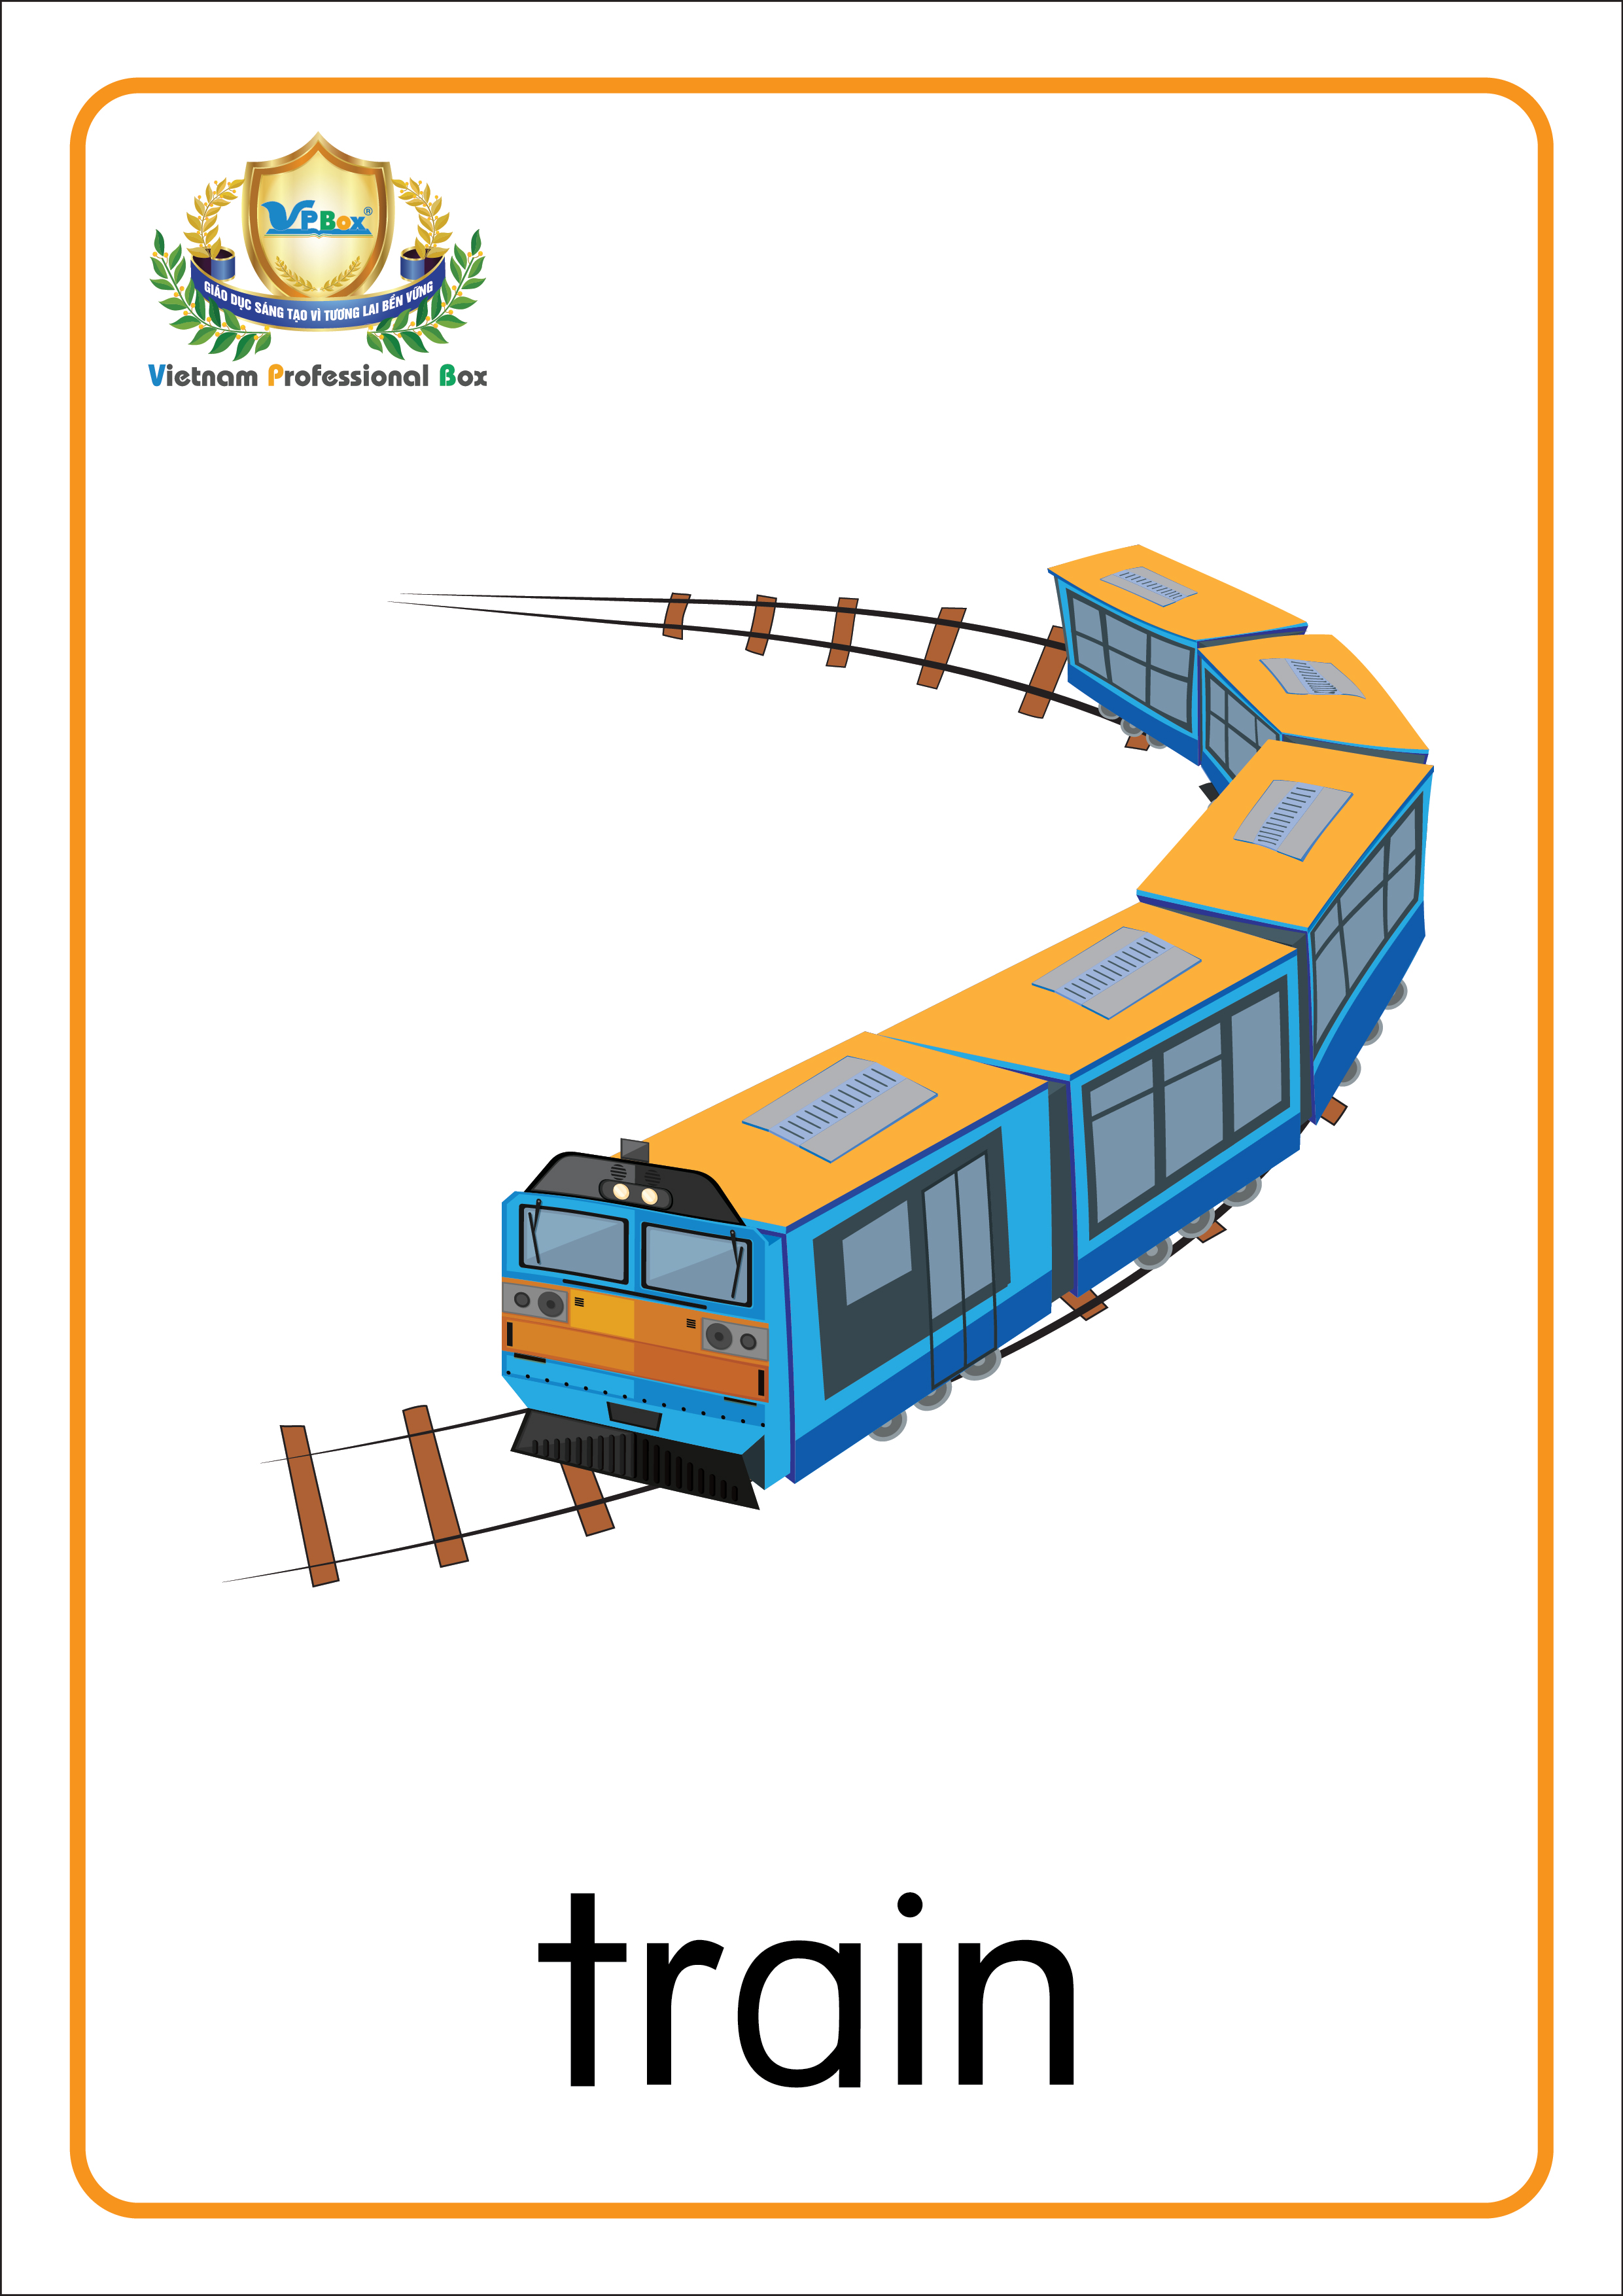 VPBox®
GIÁO DỤC SÁNG TẠO VÌ TƯƠNG LAI BỀN VỮNG
Vietnam Professional Box
train